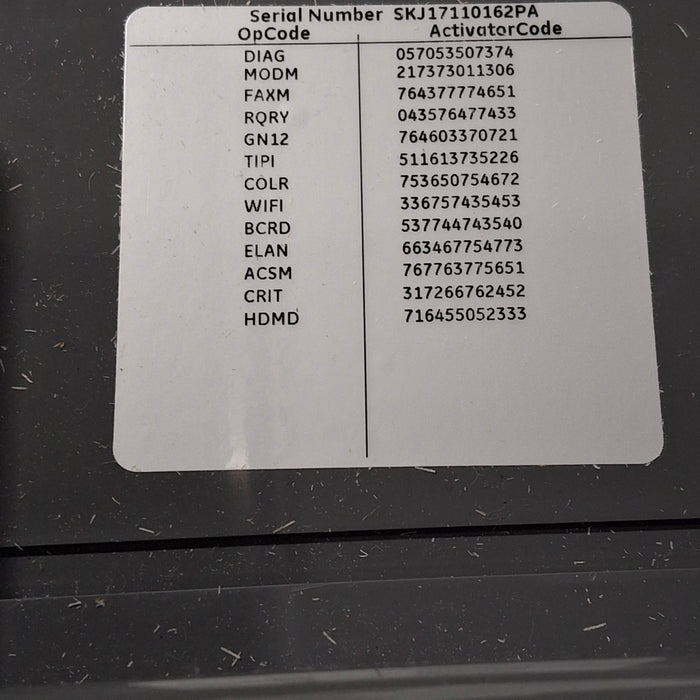 Serial Number SKJ17110162PA
OpCode ActivatorCode
DIAG 057053507374
MODM 217373011306
FAXM 764377774651
RQRY 043576477433
GN12 764603370721
TIPI 511613735226
COLR 753650754672
WIFI 336757435453
BCRD 537744743540
ELAN 663467754773
ACSM 767763775651
CRIT 317266762452
HDMD 716455052333